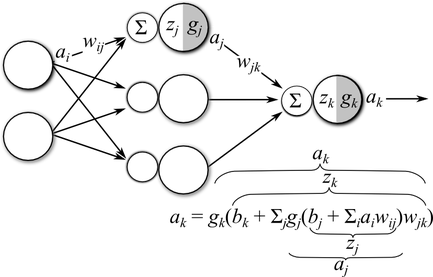 Σ z_j g_j
a_i w_ij a_j
w_jk
Σ z_k g_k a_k
a_k
z_k
a_k = g_k(b_k + Σ_j g_j(b_j + Σ_i a_i w_ij)w_jk)
z_j
a_j